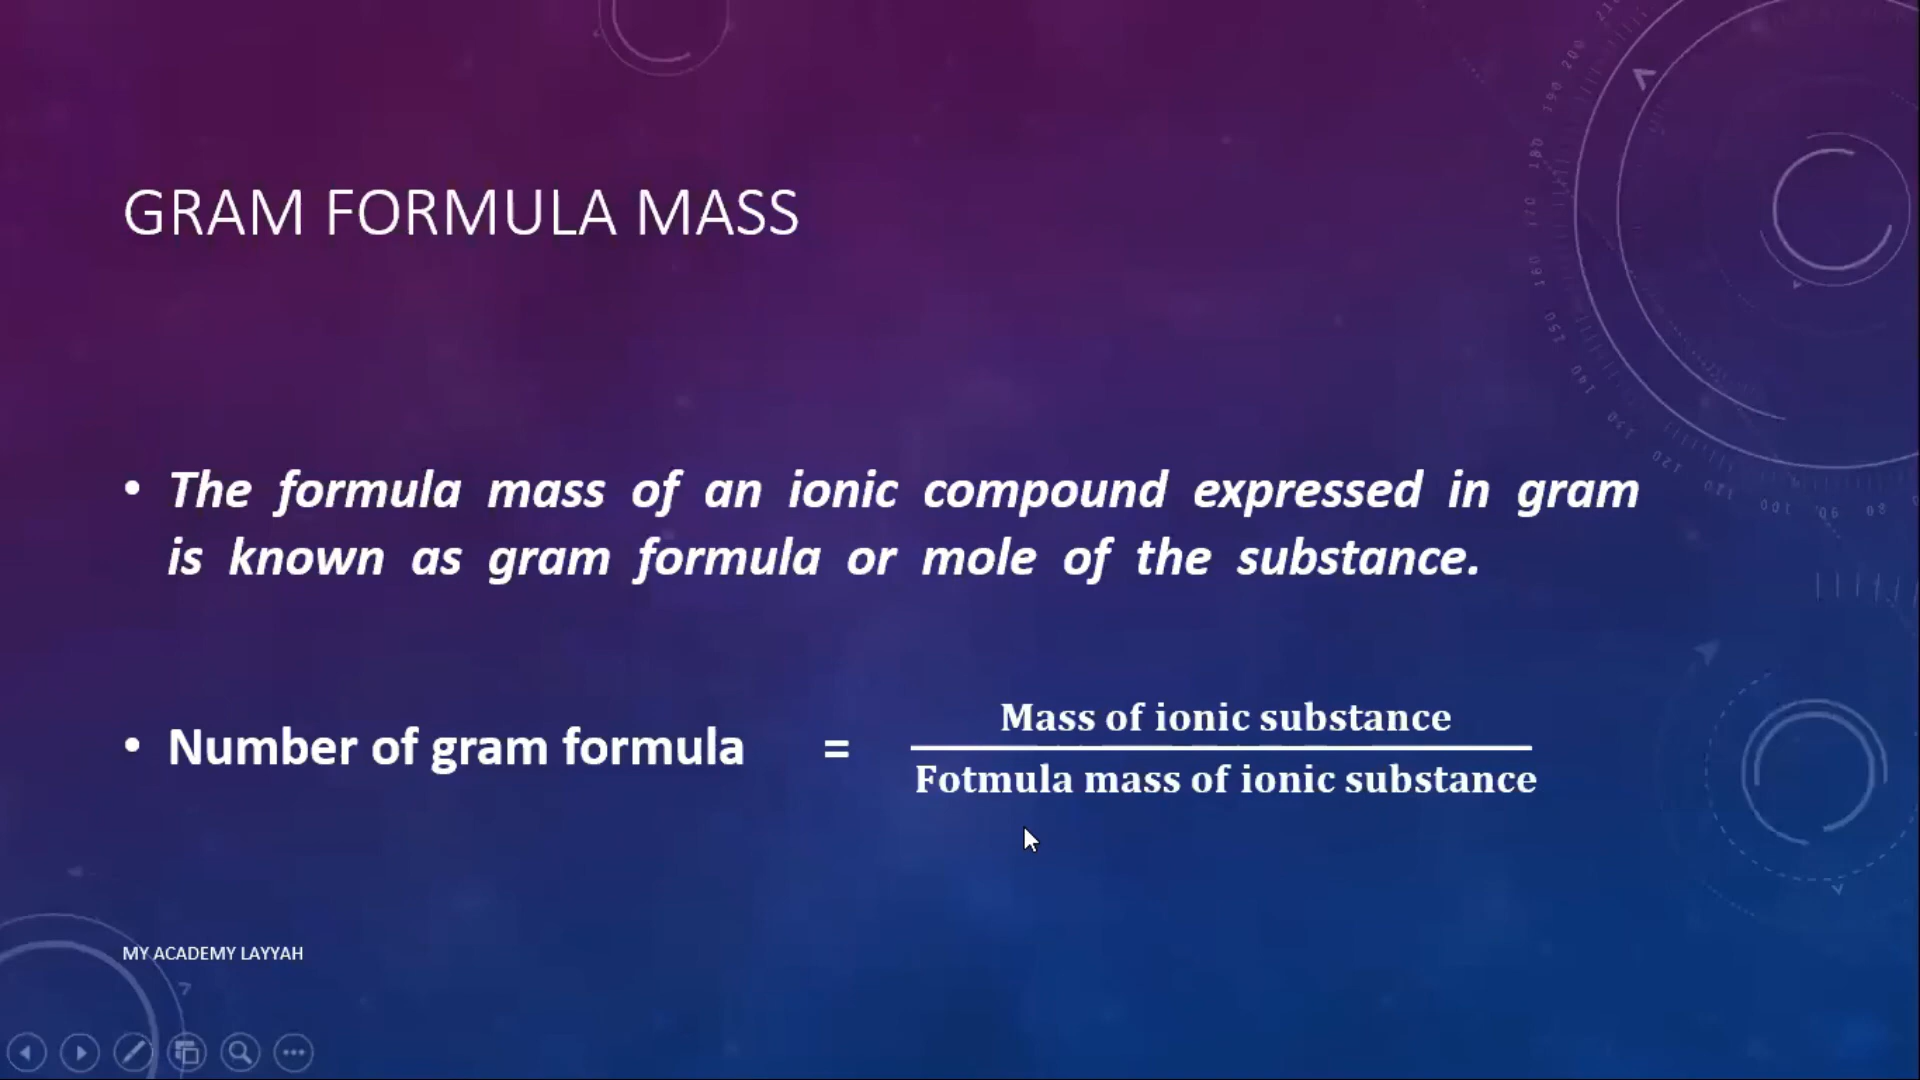 GRAM FORMULA MASS
• The formula mass of an ionic compound expressed in gram
is known as gram formula or mole of the substance.
• Number of gram formula = Mass of ionic substance
Fotmula mass of ionic substance
MY ACADEMY LAYYAH